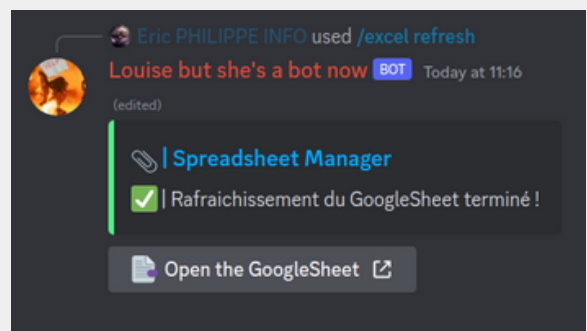 Eric PHILIPPE INFO used /excel refresh
Louise but she's a bot now BOT Today at 11:16
(edited)
| Spreadsheet Manager
| Rafraichissement du GoogleSheet terminé !
Open the GoogleSheet